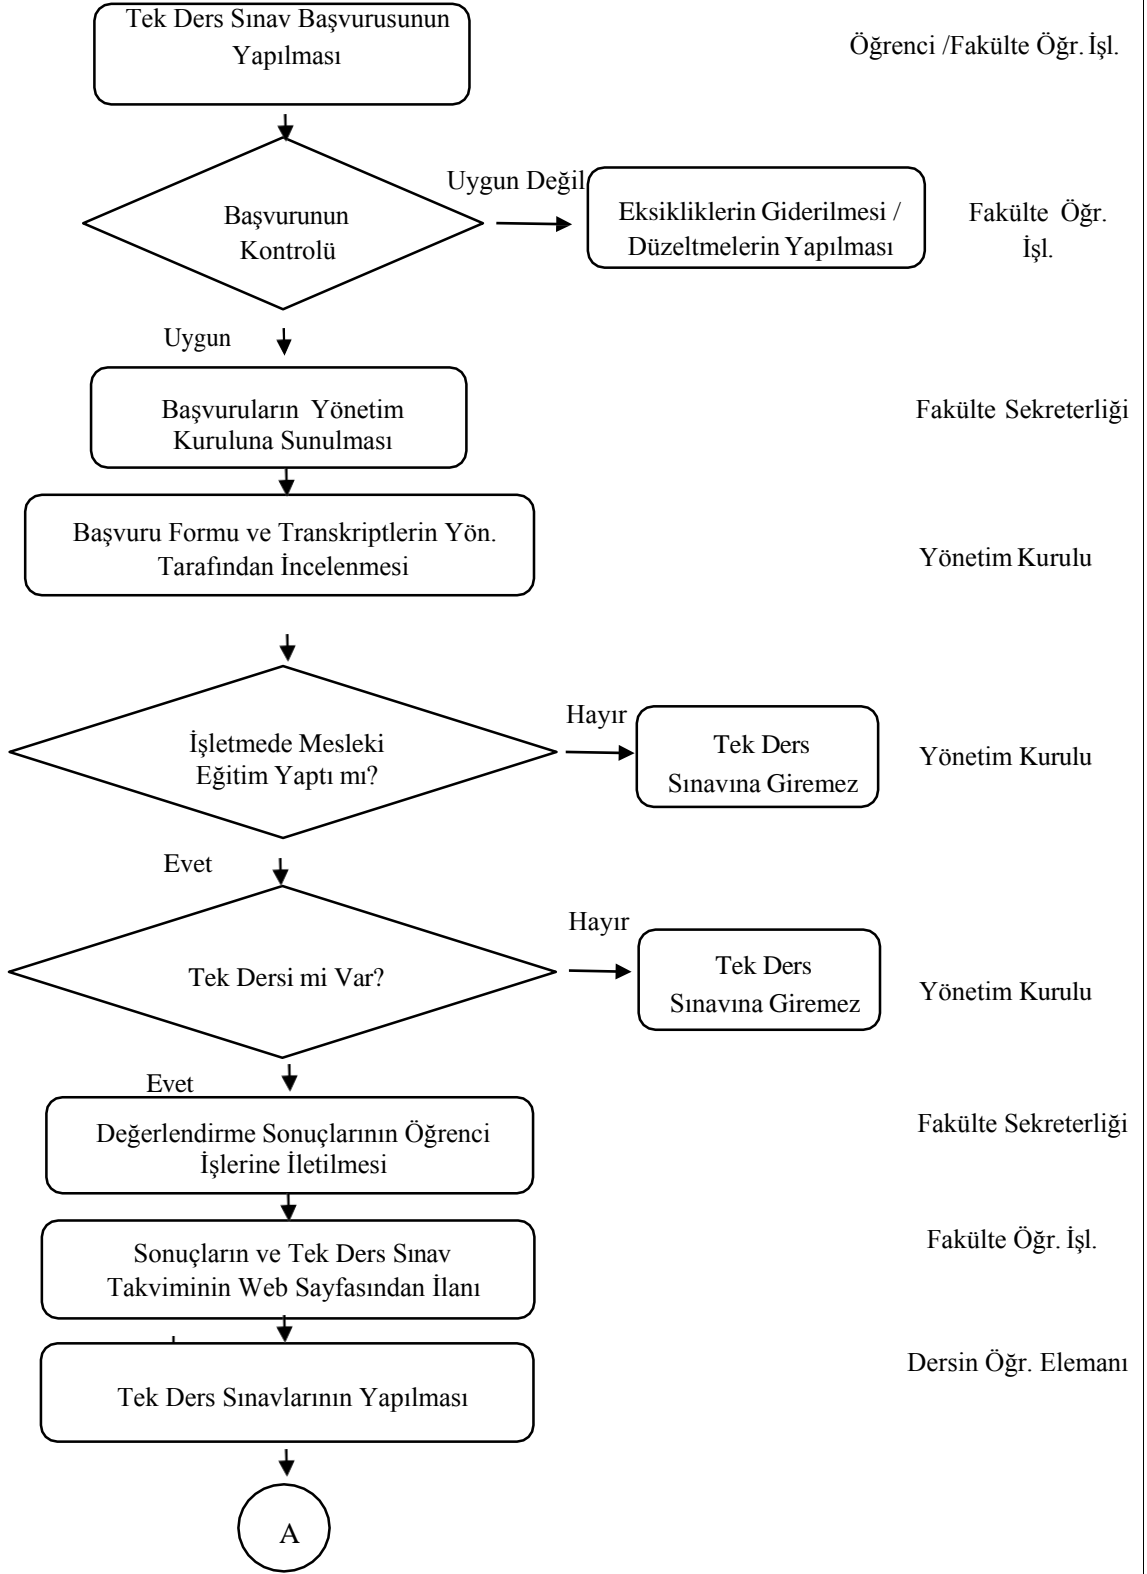 Tek Ders Sınav Başvurusunun
Yapılması
Öğrenci /Fakülte Öğr. İşl.
Uygun Değil
Başvurunun
Kontrolü
Eksikliklerin Giderilmesi /
Düzeltmelerin Yapılması
Fakülte Öğr.
İşl.
Uygun
Başvuruların Yönetim
Kuruluna Sunulması
Fakülte Sekreterliği
Başvuru Formu ve Transkriptlerin Yön.
Tarafından İncelenmesi
Yönetim Kurulu
İşletmede Mesleki
Eğitim Yaptı mı?
Hayır
Tek Ders
Sınavına Giremez
Yönetim Kurulu
Evet
Tek Dersi mi Var?
Hayır
Tek Ders
Sınavına Giremez
Yönetim Kurulu
Evet
Değerlendirme Sonuçlarının Öğrenci
İşlerine İletilmesi
Fakülte Sekreterliği
Sonuçların ve Tek Ders Sınav
Takviminin Web Sayfasından İlanı
Fakülte Öğr. İşl.
Tek Ders Sınavlarının Yapılması
Dersin Öğr. Elemanı
A